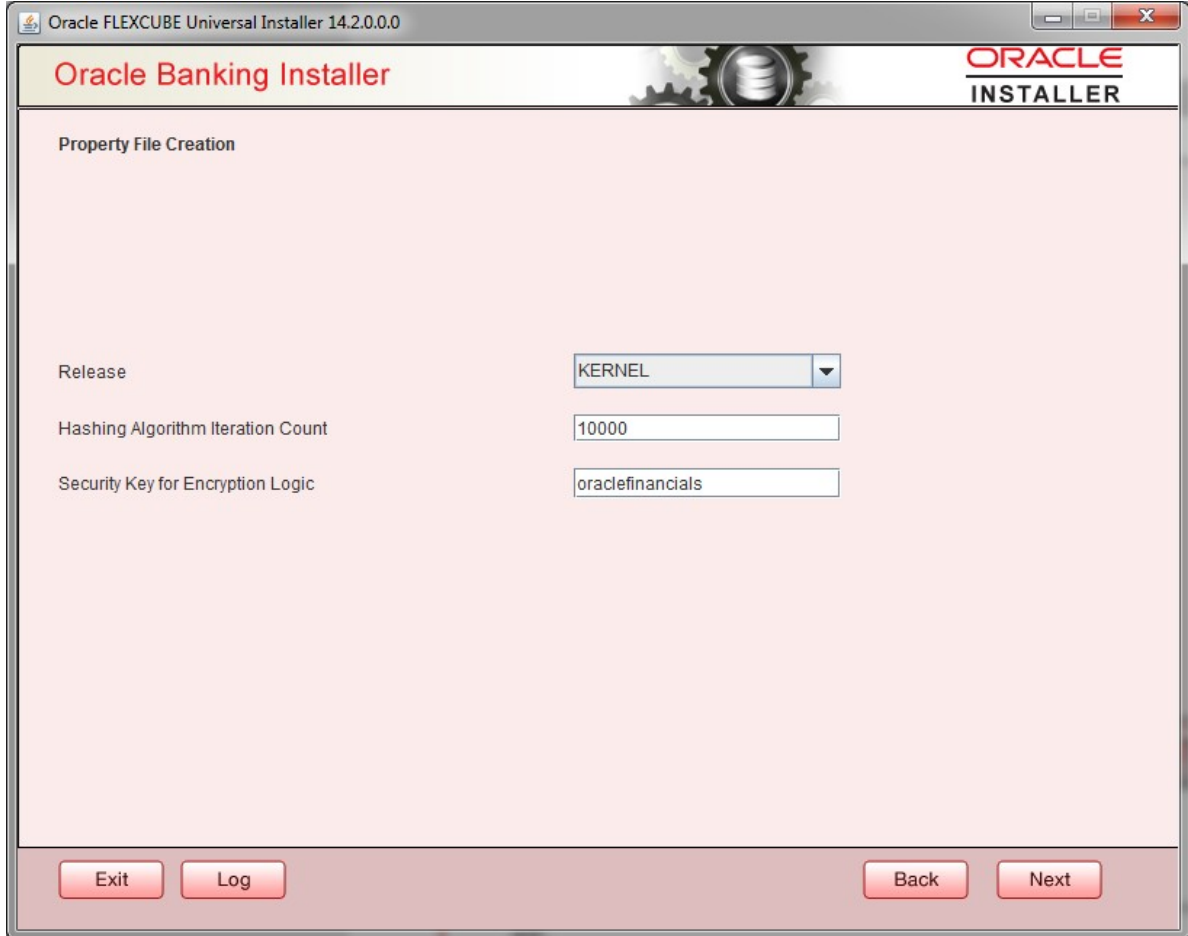 Oracle FLEXCUBE Universal Installer 14.2.0.0.0
Oracle Banking Installer
ORACLE
INSTALLER
Property File Creation
Release
KERNEL
Hashing Algorithm Iteration Count
10000
Security Key for Encryption Logic
oraclefinancials
Exit
Log
Back
Next